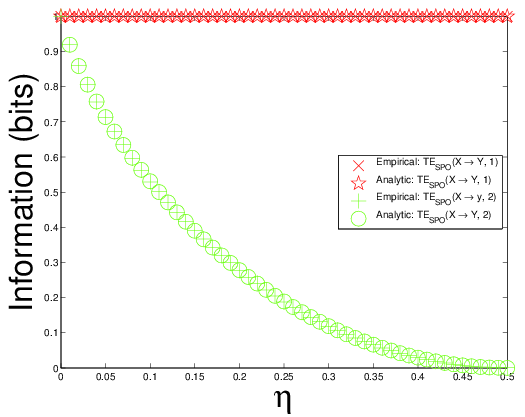 Information (bits)
0.9
0.8
0.7
0.6
0.5
0.4
0.3
0.2
0.1
0
0 0.05 0.1 0.15 0.2 0.25 0.3 0.35 0.4 0.45 0.5
η
Empirical: TE_SPO(X → Y, 1)
Analytic: TE_SPO(X → Y, 1)
Empirical: TE_SPO(X → y, 2)
Analytic: TE_SPO(X → Y, 2)